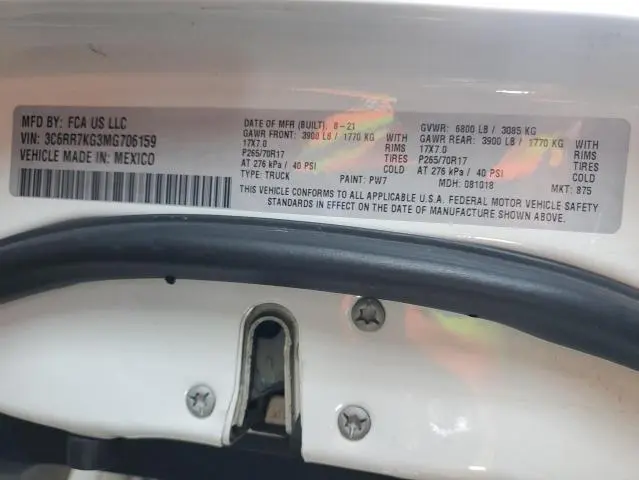 MFD BY: FCA US LLC
VIN: 3C6RR7KG3MG706159
VEHICLE MADE IN: MEXICO
DATE OF MFR (BUILT). 8-21 GVWR: 6800 LB / 3085 KG
GAWR FRONT: 3900 LB / 1770 KG WITH GAWR REAR: 3900 LB / 1770 KG WITH
17X7.0 RIMS 17X7.0 RIMS
P265/70R17 TIRES P265/70R17 TIRES
AT 276 kPa / 40 PSI COLD AT 276 kPa / 40 PSI COLD
TYPE: TRUCK PAINT: PW7 MDH: 081018 MKT: 875
THIS VEHICLE CONFORMS TO ALL APPLICABLE U.S.A. FEDERAL MOTOR VEHICLE SAFETY
STANDARDS IN EFFECT ON THE DATE OF MANUFACTURE SHOWN ABOVE.